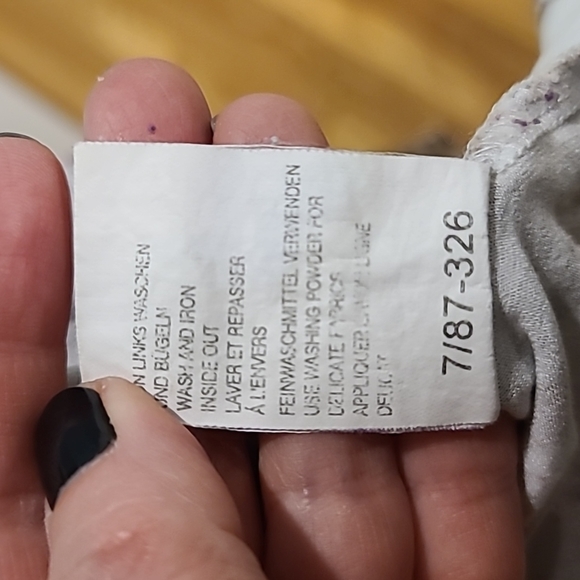 7/87-326
N LINKS WASCHEN
UND BÜGELN
WASH AND IRON
INSIDE OUT
LAVER ET REPASSER
À L'ENVERS
FEINWASCHMITTEL VERWENDEN
USE WASHING POWDER FOR
DELICATE FABRICS
APPLIQUER